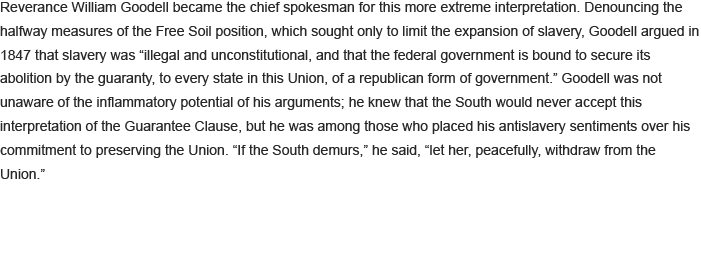 Reverance William Goodell became the chief spokesman for this more extreme interpretation. Denouncing the
halfway measures of the Free Soil position, which sought only to limit the expansion of slavery, Goodell argued in
1847 that slavery was “illegal and unconstitutional, and that the federal government is bound to secure its
abolition by the guaranty, to every state in this Union, of a republican form of government.” Goodell was not
unaware of the inflammatory potential of his arguments; he knew that the South would never accept this
interpretation of the Guarantee Clause, but he was among those who placed his antislavery sentiments over his
commitment to preserving the Union. “If the South demurs,” he said, “let her, peacefully, withdraw from the
Union.”